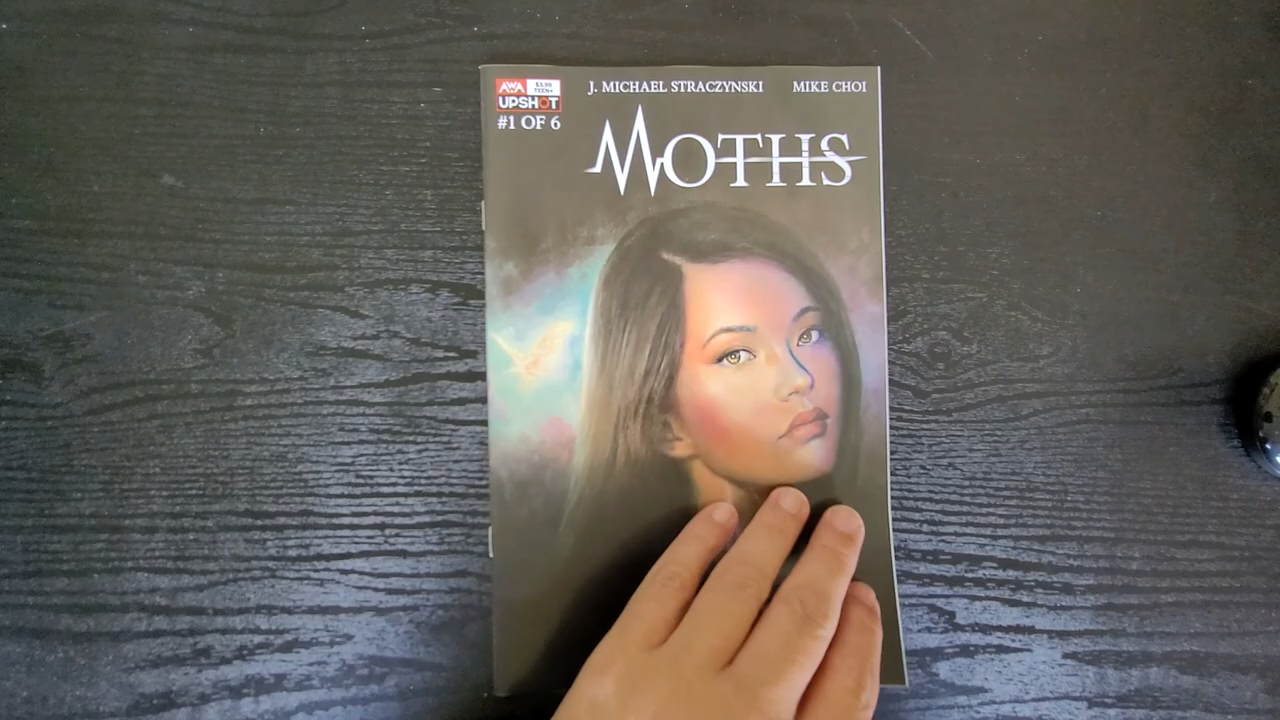 AWA
$3.99
TEEN+
UPSHOT
#1 OF 6
J. MICHAEL STRACZYNSKI MIKE CHOI
MOTHS